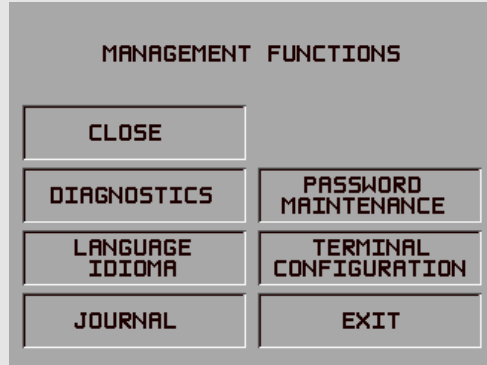 MANAGEMENT FUNCTIONS
CLOSE
DIAGNOSTICS
PASSWORD
MAINTENANCE
LANGUAGE
IDIOMA
TERMINAL
CONFIGURATION
JOURNAL
EXIT